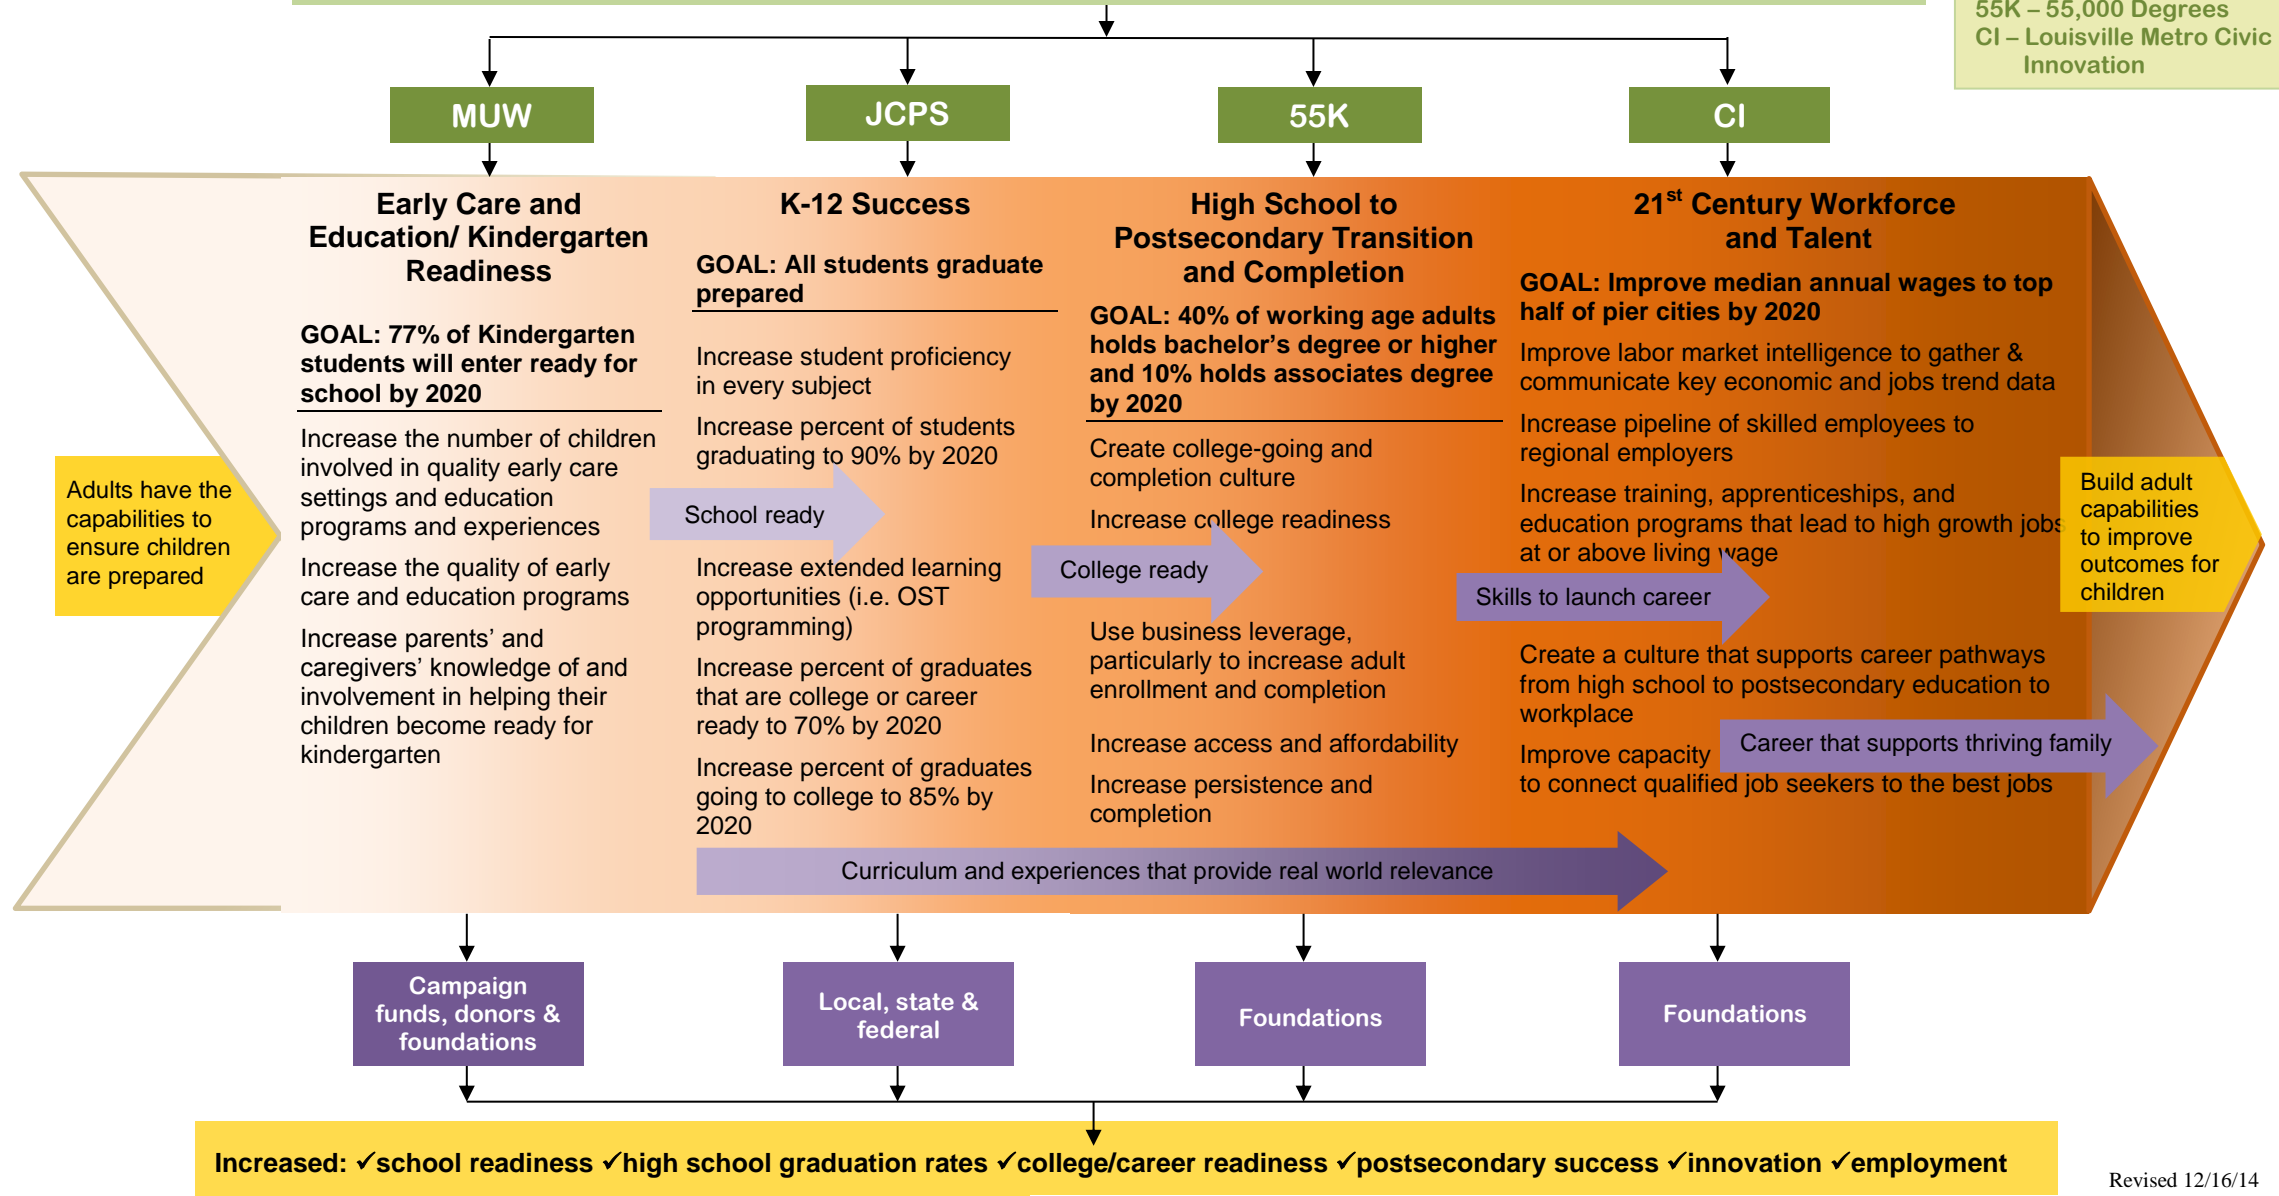 55K – 55,000 Degrees
CI – Louisville Metro Civic
Innovation
MUW
JCPS
55K
CI
Early Care and
Education/ Kindergarten
Readiness
GOAL: 77% of Kindergarten
students will enter ready for
school by 2020
Increase the number of children
involved in quality early care
settings and education
programs and experiences
Increase the quality of early
care and education programs
Increase parents’ and
caregivers’ knowledge of and
involvement in helping their
children become ready for
kindergarten
K-12 Success
GOAL: All students graduate
prepared
Increase student proficiency
in every subject
Increase percent of students
graduating to 90% by 2020
Increase extended learning
opportunities (i.e. OST
programming)
Increase percent of graduates
that are college or career
ready to 70% by 2020
Increase percent of graduates
going to college to 85% by
2020
High School to
Postsecondary Transition
and Completion
GOAL: 40% of working age adults
holds bachelor’s degree or higher
and 10% holds associates degree
by 2020
Create college-going and
completion culture
Increase college readiness
Use business leverage,
particularly to increase adult
enrollment and completion
Increase access and affordability
Increase persistence and
completion
21st Century Workforce
and Talent
GOAL: Improve median annual wages to top
half of pier cities by 2020
Improve labor market intelligence to gather &
communicate key economic and jobs trend data
Increase pipeline of skilled employees to
regional employers
Increase training, apprenticeships, and
education programs that lead to high growth jobs
at or above living wage
Create a culture that supports career pathways
from high school to postsecondary education to
workplace
Improve capacity
to connect qualified job seekers to the best jobs
Adults have the
capabilities to
ensure children
are prepared
School ready
College ready
Skills to launch career
Career that supports thriving family
Build adult
capabilities
to improve
outcomes for
children
Curriculum and experiences that provide real world relevance
Campaign
funds, donors &
foundations
Local, state &
federal
Foundations
Foundations
Increased: ✓school readiness ✓high school graduation rates ✓college/career readiness ✓postsecondary success ✓innovation ✓employment
Revised 12/16/14